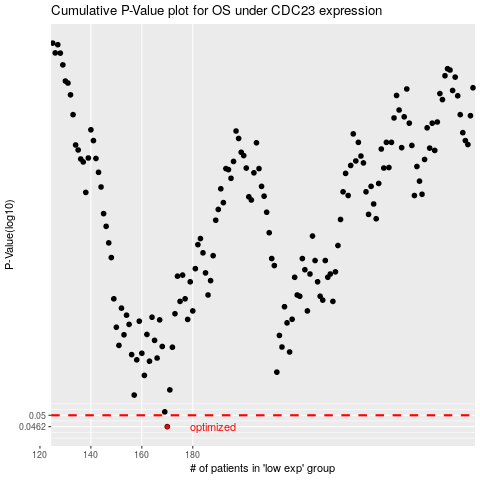 Cumulative P-Value plot for OS under CDC23 expression
P-Value(log10)
0.05
0.0462
optimized
120 140 160 180
# of patients in 'low exp' group